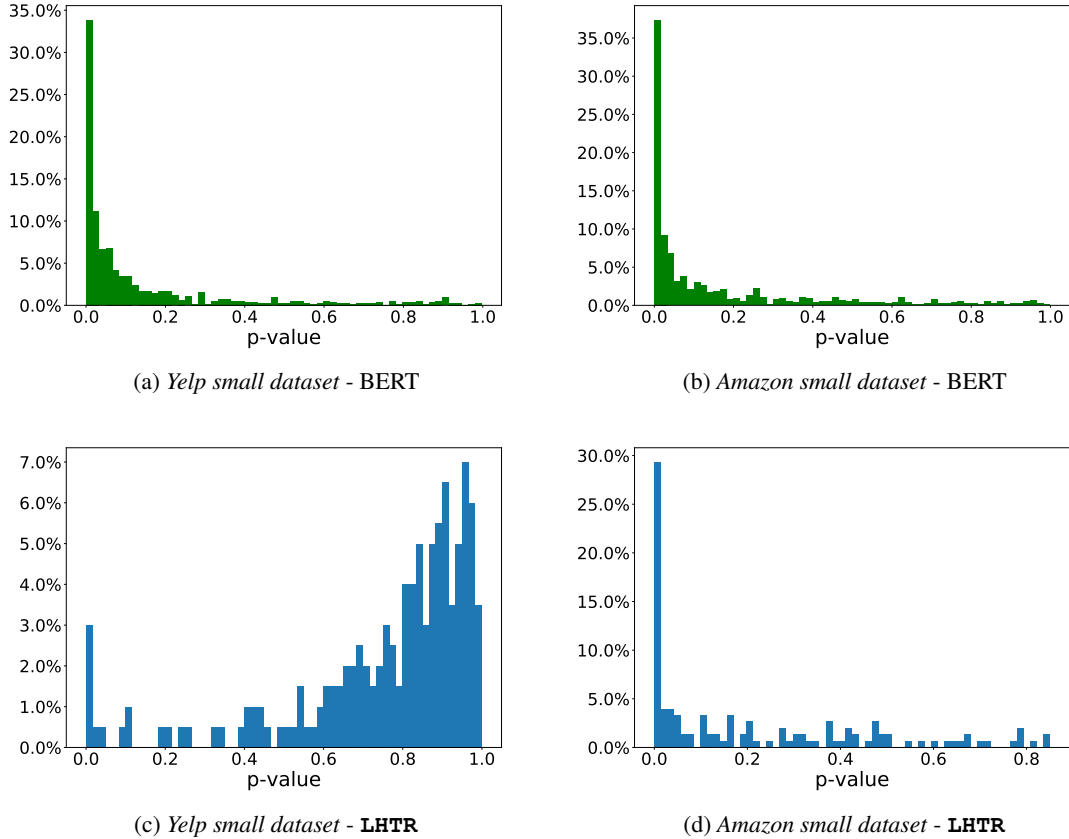 35.0%
30.0%
25.0%
20.0%
15.0%
10.0%
5.0%
0.0%
0.0 0.2 0.4 0.6 0.8 1.0
p-value
(a) Yelp small dataset - BERT
35.0%
30.0%
25.0%
20.0%
15.0%
10.0%
5.0%
0.0%
0.0 0.2 0.4 0.6 0.8 1.0
p-value
(b) Amazon small dataset - BERT
7.0%
6.0%
5.0%
4.0%
3.0%
2.0%
1.0%
0.0%
0.0 0.2 0.4 0.6 0.8 1.0
p-value
(c) Yelp small dataset - LHTR
30.0%
25.0%
20.0%
15.0%
10.0%
5.0%
0.0%
0.0 0.2 0.4 0.6 0.8
p-value
(d) Amazon small dataset - LHTR